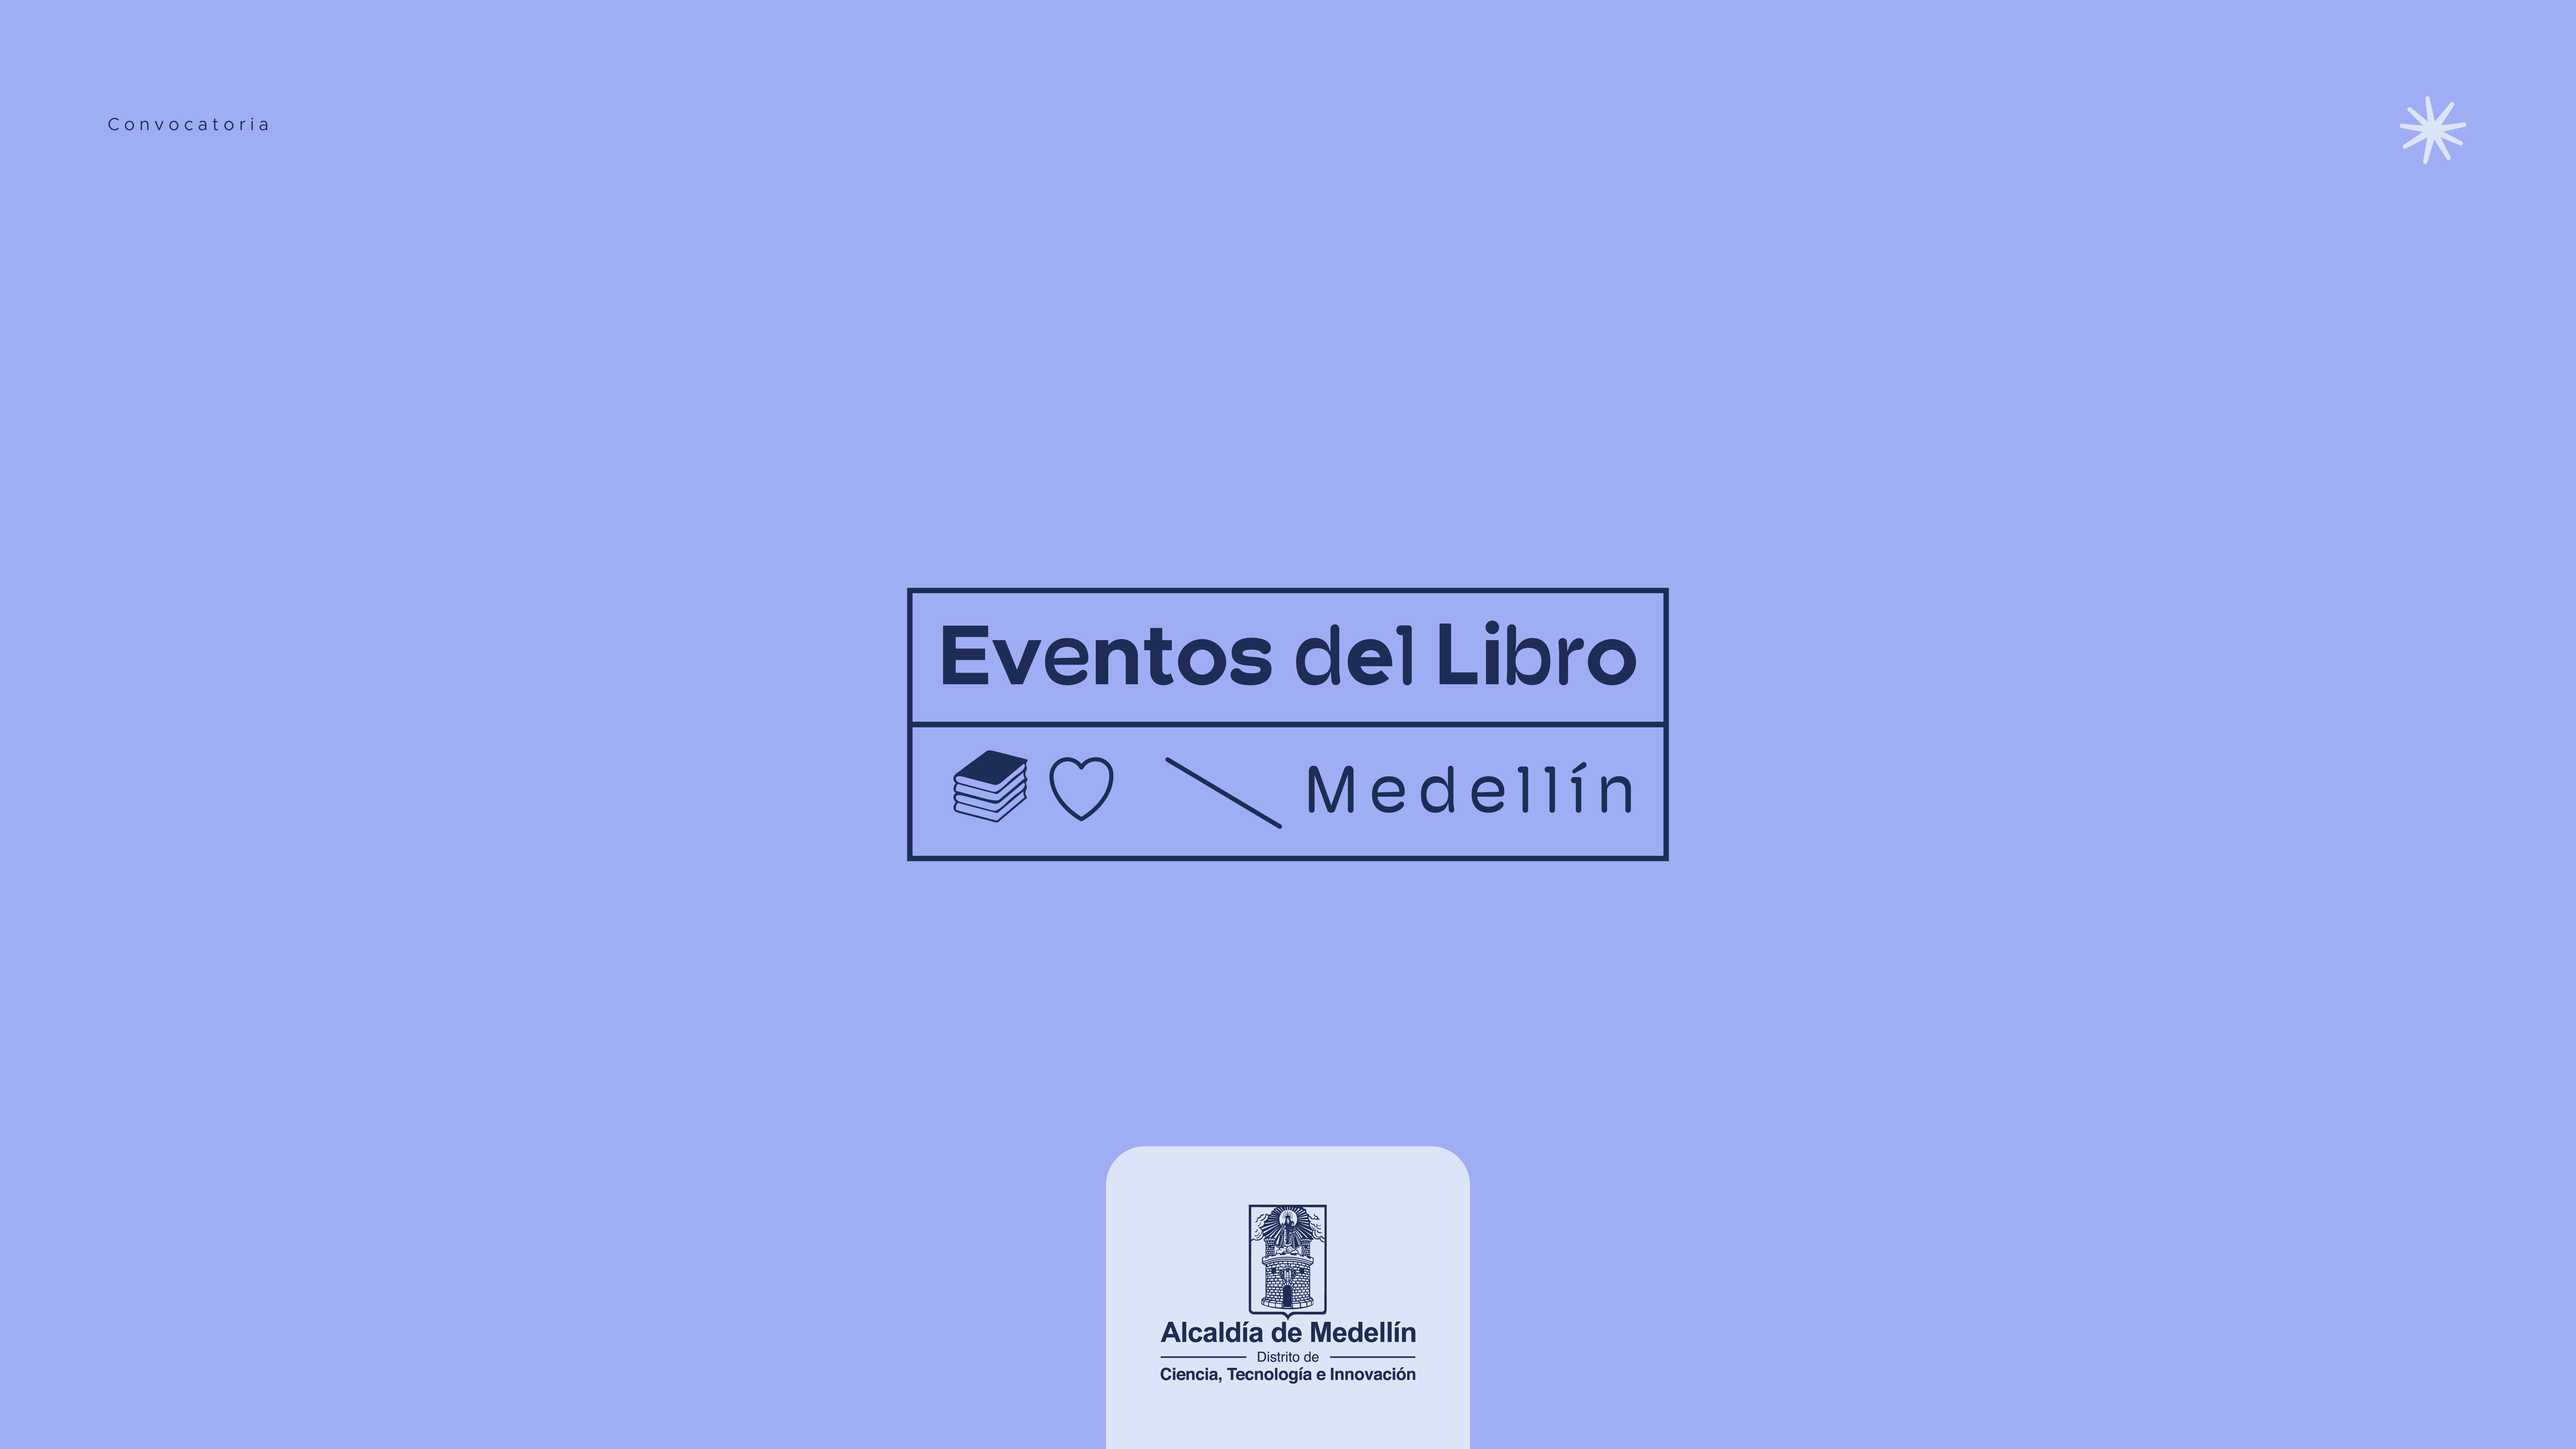 Convocatoria
Eventos del Libro
Medellín
Alcaldía de Medellín
Distrito de
Ciencia, Tecnología e Innovación